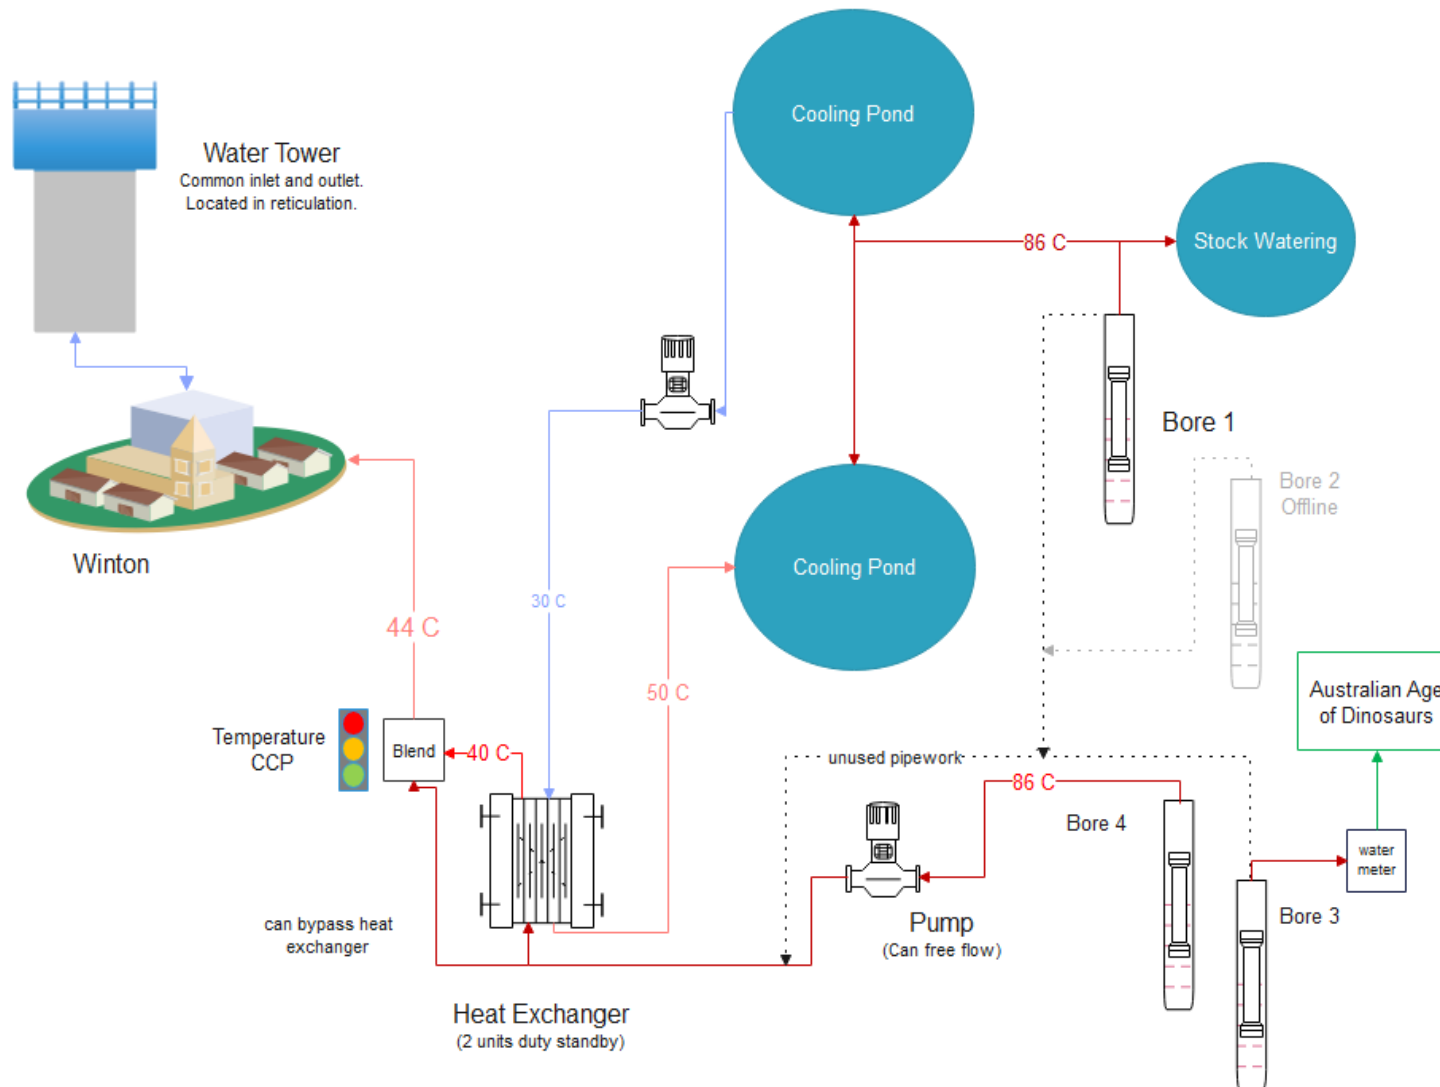 Cooling Pond
Water Tower
Common inlet and outlet.
Located in reticulation.
86 C
Stock Watering
Bore 1
Bore 2
Offline
Winton
Cooling Pond
30 C
44 C
50 C
Australian Age
of Dinosaurs
Temperature
CCP
Blend
40 C
unused pipework
86 C
Bore 4
water
meter
can bypass heat
exchanger
Pump
(Can free flow)
Bore 3
Heat Exchanger
(2 units duty standby)